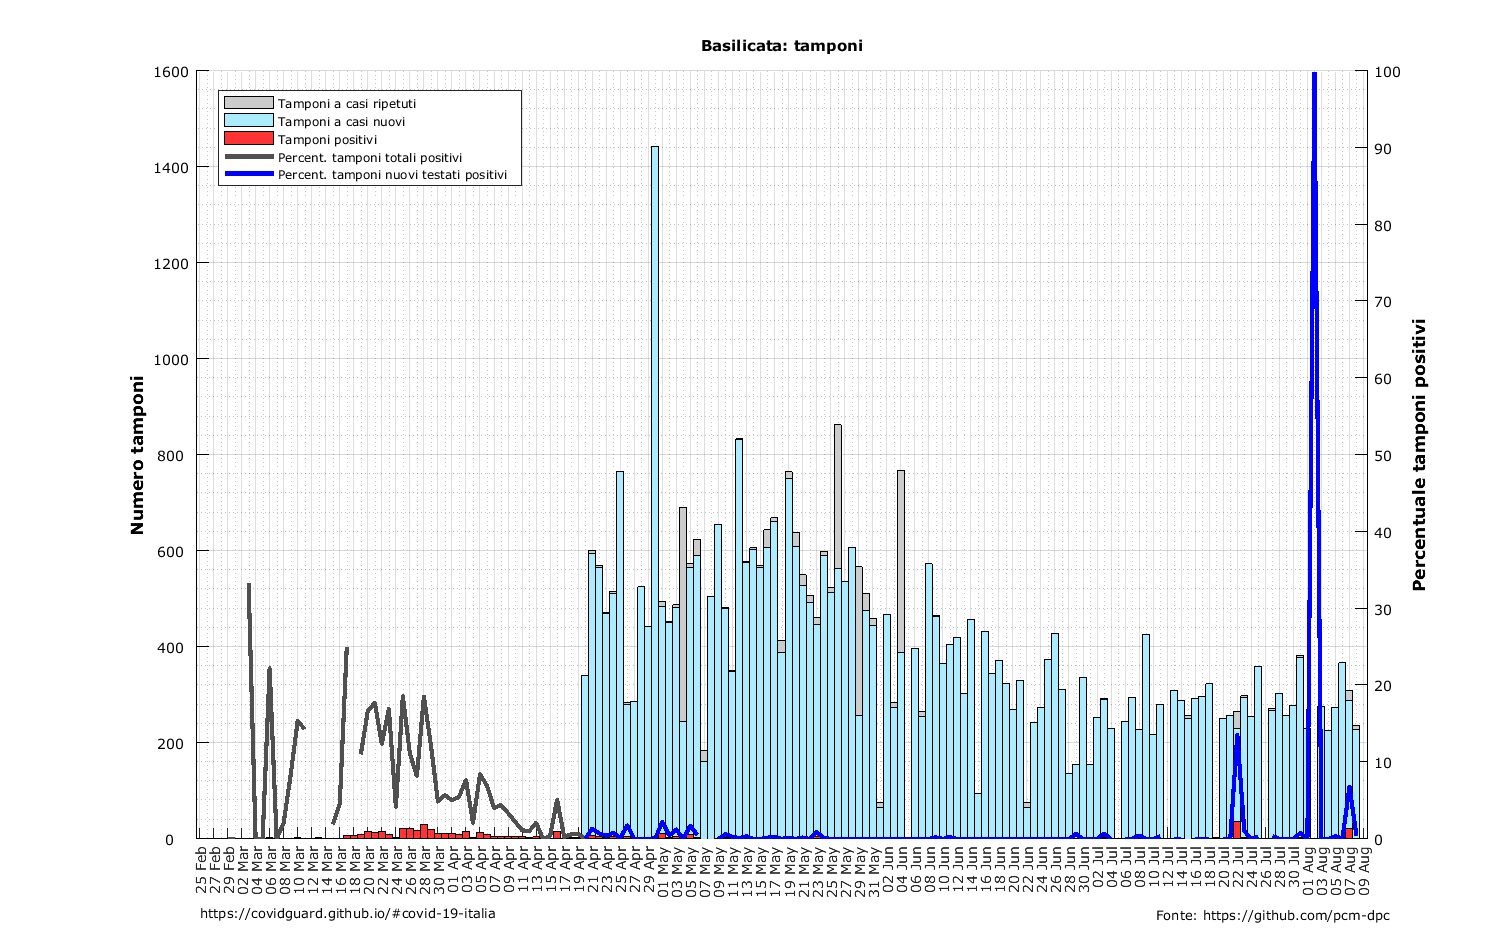 Basilicata: tamponi
Tamponi a casi ripetuti
Tamponi a casi nuovi
Tamponi positivi
Percent. tamponi totali positivi
Percent. tamponi nuovi testati positivi
Numero tamponi
1600
1400
1200
1000
800
600
400
200
0
Percentuale tamponi positivi
100
90
80
70
60
50
40
30
20
10
0
25 Feb
27 Feb
29 Feb
02 Mar
04 Mar
06 Mar
08 Mar
10 Mar
12 Mar
14 Mar
16 Mar
18 Mar
20 Mar
22 Mar
24 Mar
26 Mar
28 Mar
30 Mar
01 Apr
03 Apr
05 Apr
07 Apr
09 Apr
11 Apr
13 Apr
15 Apr
17 Apr
19 Apr
21 Apr
23 Apr
25 Apr
27 Apr
29 Apr
01 May
03 May
05 May
07 May
09 May
11 May
13 May
15 May
17 May
19 May
21 May
23 May
25 May
27 May
29 May
31 May
02 Jun
04 Jun
06 Jun
08 Jun
10 Jun
12 Jun
14 Jun
16 Jun
18 Jun
20 Jun
22 Jun
24 Jun
26 Jun
28 Jun
30 Jun
02 Jul
04 Jul
06 Jul
08 Jul
10 Jul
12 Jul
14 Jul
16 Jul
18 Jul
20 Jul
22 Jul
24 Jul
26 Jul
28 Jul
30 Jul
01 Aug
03 Aug
05 Aug
07 Aug
09 Aug
https://covidguard.github.io/#covid-19-italia
Fonte: https://github.com/pcm-dpc